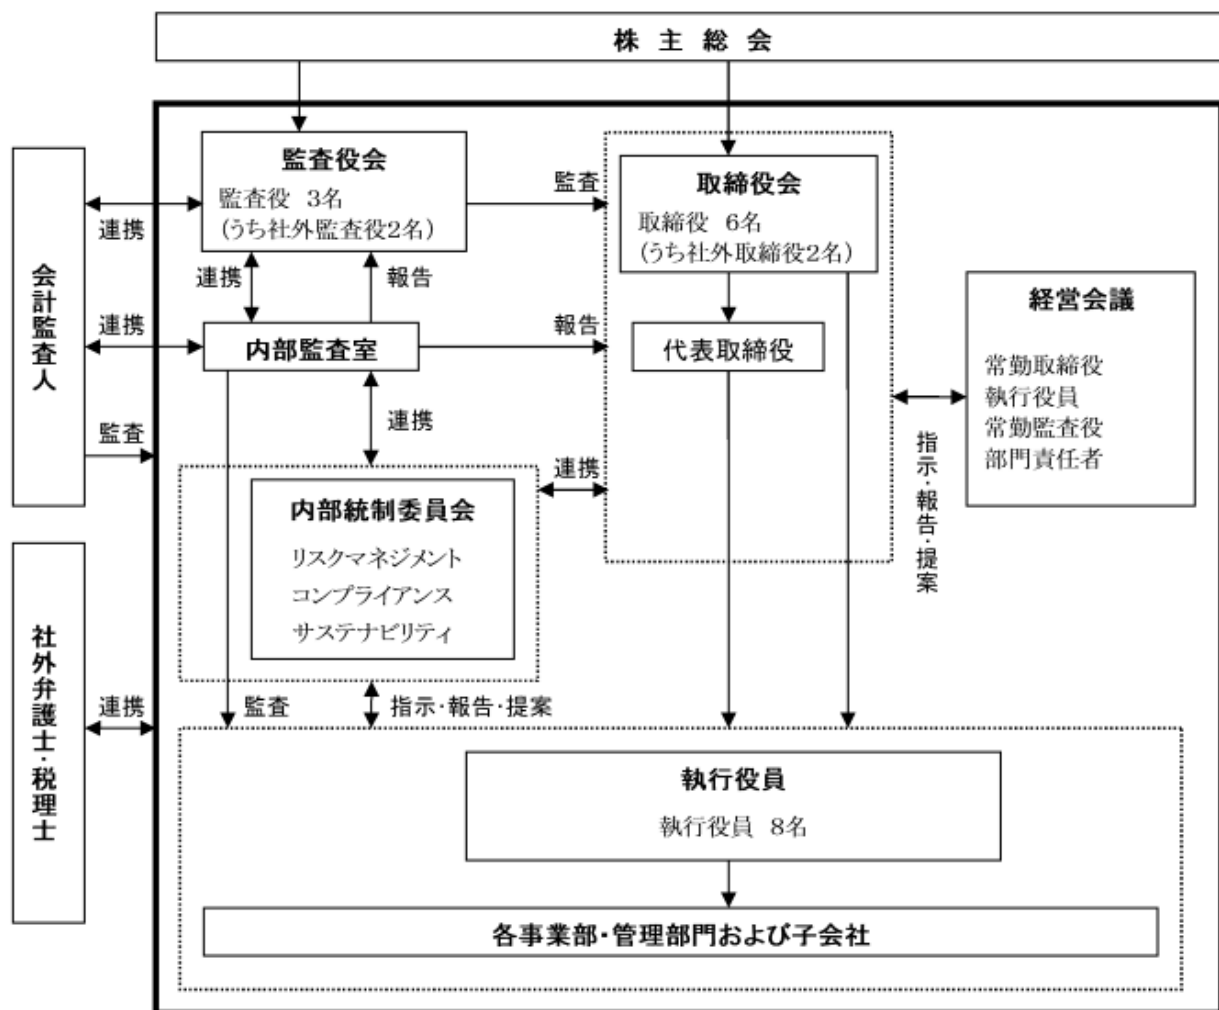 株主総会
監査役会
監査役 3名
(うち社外監査役2名)
監査
取締役会
取締役 6名
(うち社外取締役2名)
連携
連携
報告
会計監査人
連携
内部監査室
報告
代表取締役
経営会議
常勤取締役
執行役員
常勤監査役
部門責任者
監査
連携
連携
指示・報告・提案
内部統制委員会
リスクマネジメント
コンプライアンス
サステナビリティ
社外弁護士・税理士
連携
監査
指示・報告・提案
執行役員
執行役員 8名
各事業部・管理部門および子会社